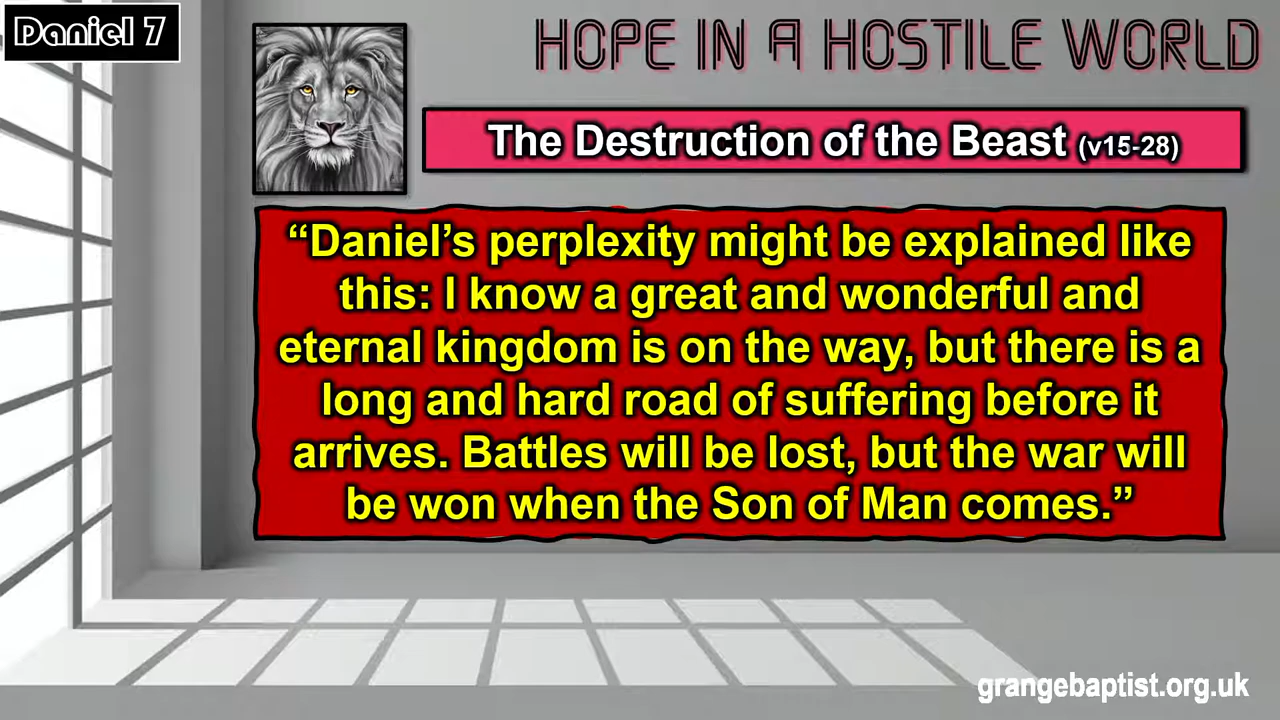 Daniel 7
HOPE IN A HOSTILE WORLD
The Destruction of the Beast (v15-28)
“Daniel’s perplexity might be explained like
this: I know a great and wonderful and
eternal kingdom is on the way, but there is a
long and hard road of suffering before it
arrives. Battles will be lost, but the war will
be won when the Son of Man comes.”
grangebaptist.org.uk